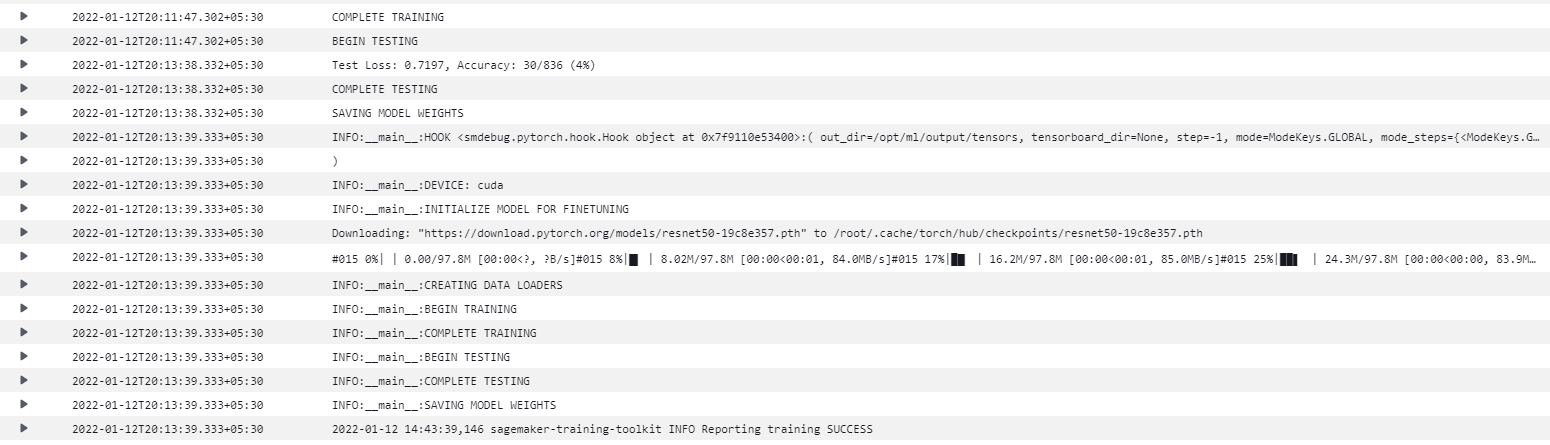 2022-01-12T20:11:47.302+05:30 COMPLETE TRAINING
2022-01-12T20:11:47.302+05:30 BEGIN TESTING
2022-01-12T20:13:38.332+05:30 Test Loss: 0.7197, Accuracy: 30/836 (4%)
2022-01-12T20:13:38.332+05:30 COMPLETE TESTING
2022-01-12T20:13:38.332+05:30 SAVING MODEL WEIGHTS
2022-01-12T20:13:39.333+05:30 INFO:__main__:HOOK <smdebug.pytorch.hook.Hook object at 0x7f9110e53400>:( out_dir=/opt/ml/output/tensors, tensorboard_dir=None, step=-1, mode=ModeKeys.GLOBAL, mode_steps={<ModeKeys.G…
2022-01-12T20:13:39.333+05:30 )
2022-01-12T20:13:39.333+05:30 INFO:__main__:DEVICE: cuda
2022-01-12T20:13:39.333+05:30 INFO:__main__:INITIALIZE MODEL FOR FINETUNING
2022-01-12T20:13:39.333+05:30 Downloading: "https://download.pytorch.org/models/resnet50-19c8e357.pth" to /root/.cache/torch/hub/checkpoints/resnet50-19c8e357.pth
2022-01-12T20:13:39.333+05:30 #015 0%| | 0.00/97.8M [00:00<?, ?B/s]#015 8%|█ | 8.02M/97.8M [00:00<00:01, 84.0MB/s]#015 17%|██ | 16.2M/97.8M [00:00<00:01, 85.0MB/s]#015 25%|██▌ | 24.3M/97.8M [00:00<00:00, 83.9M…
2022-01-12T20:13:39.333+05:30 INFO:__main__:CREATING DATA LOADERS
2022-01-12T20:13:39.333+05:30 INFO:__main__:BEGIN TRAINING
2022-01-12T20:13:39.333+05:30 INFO:__main__:COMPLETE TRAINING
2022-01-12T20:13:39.333+05:30 INFO:__main__:BEGIN TESTING
2022-01-12T20:13:39.333+05:30 INFO:__main__:COMPLETE TESTING
2022-01-12T20:13:39.333+05:30 INFO:__main__:SAVING MODEL WEIGHTS
2022-01-12T20:13:39.333+05:30 2022-01-12 14:43:39,146 sagemaker-training-toolkit INFO Reporting training SUCCESS